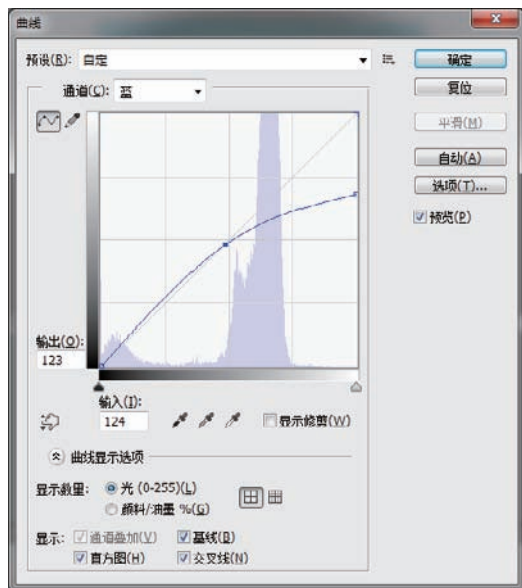 曲线
预设(R): 自定
确定
通道(C): 蓝
复位
平滑(M)
自动(A)
选项(T)...
预览(P)
输出(O):
123
输入(I):
124
显示修剪(W)
曲线显示选项
显示数量: 光 (0-255)(L)
颜料/油墨 %(G)
显示: 通道叠加(V) 基线(B)
直方图(H) 交叉线(N)